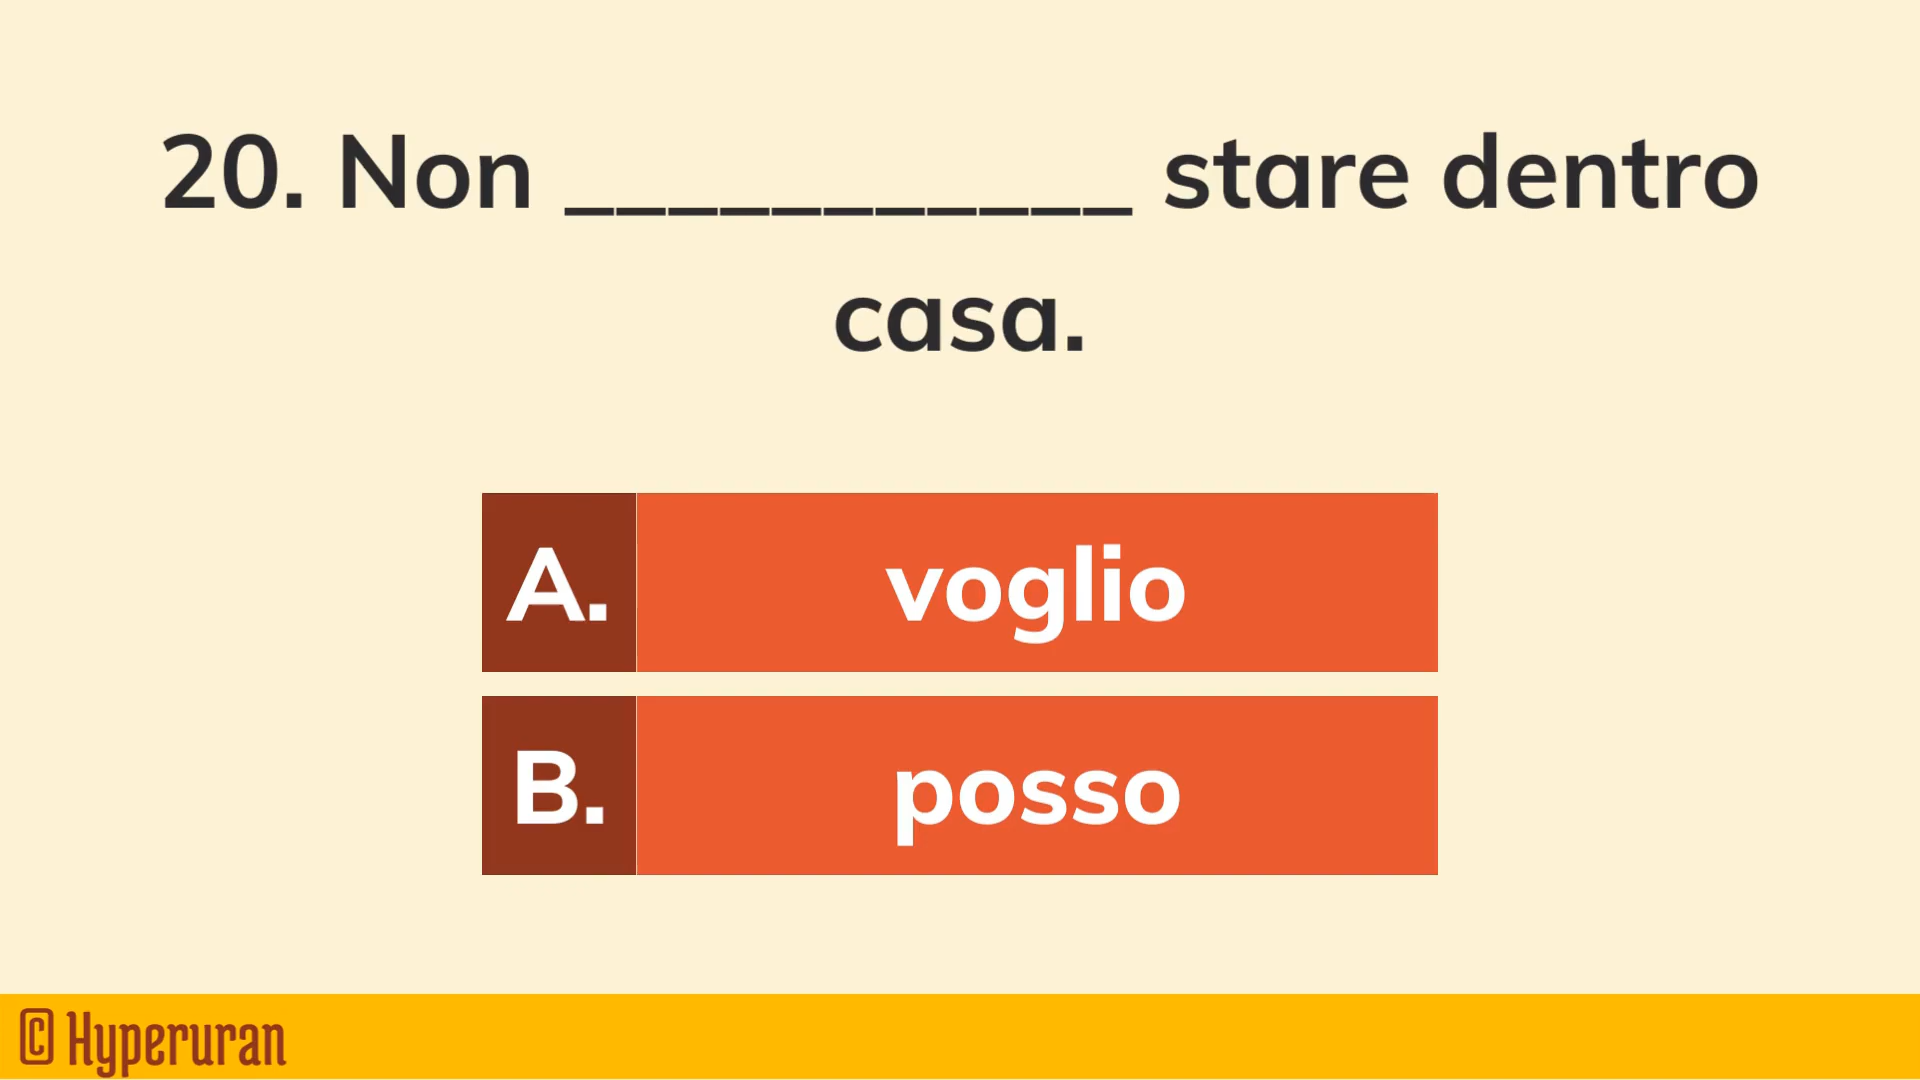 20. Non ___________ stare dentro
casa.
A. voglio
B. posso
© Hyperuran